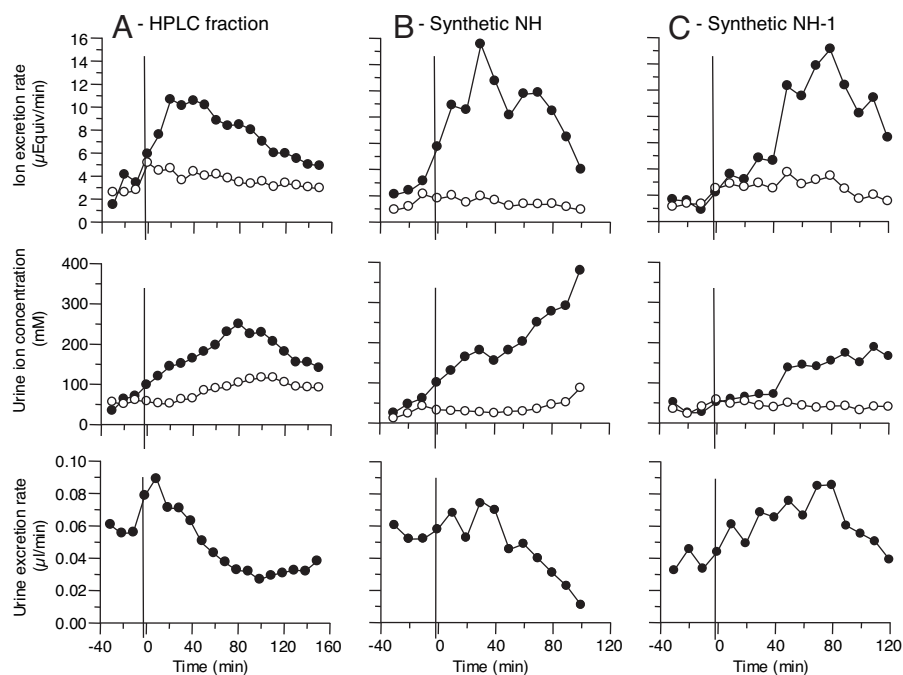 A - HPLC fraction
B - Synthetic NH
C - Synthetic NH-1
Ion excretion rate
(µEquiv/min)
16
14
12
10
8
6
4
2
0
Urine ion concentration
(mM)
400
300
200
100
0
Urine excretion rate
(µl/min)
0.10
0.08
0.06
0.04
0.02
0.00
-40 0 40 80 120 160
Time (min)
-40 0 40 80 120
Time (min)
-40 0 40 80 120
Time (min)